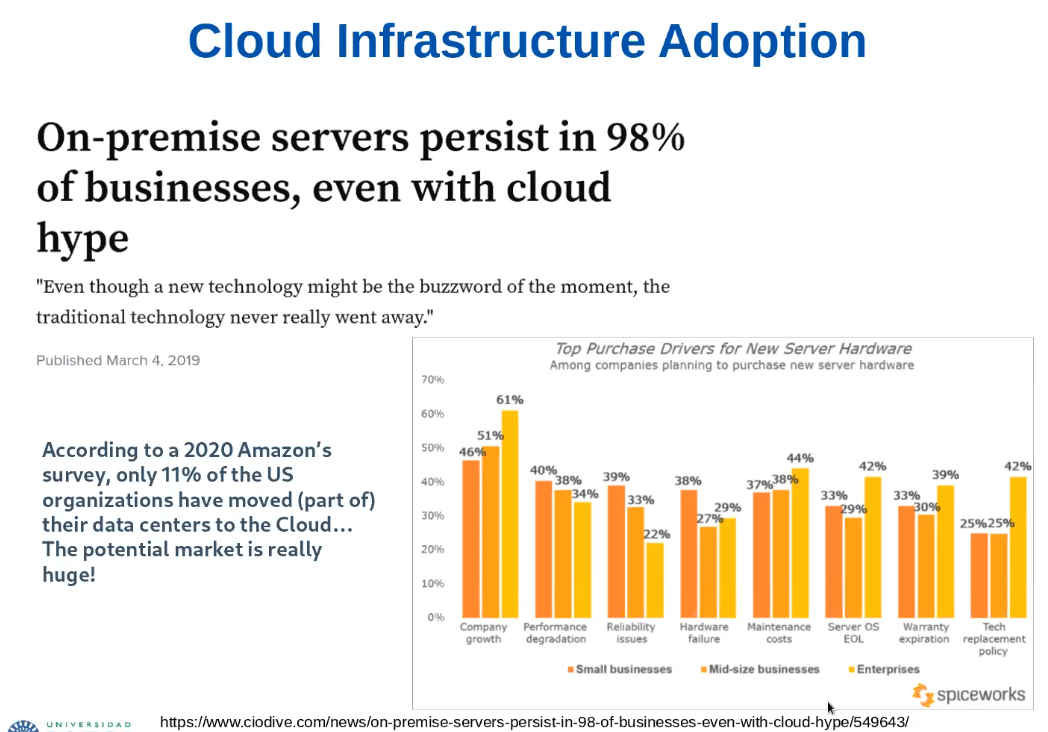 Cloud Infrastructure Adoption
On-premise servers persist in 98%
of businesses, even with cloud
hype
"Even though a new technology might be the buzzword of the moment, the
traditional technology never really went away."
Published March 4, 2019
According to a 2020 Amazon's
survey, only 11% of the US
organizations have moved (part of)
their data centers to the Cloud...
The potential market is really
huge!
Top Purchase Drivers for New Server Hardware
Among companies planning to purchase new server hardware
70%
60%
50%
40%
30%
20%
10%
0%
46% 51% 61%
40% 38% 34%
39% 33% 22%
38% 27% 29%
37% 38% 44%
33% 29% 42%
33% 30% 39%
25% 25% 42%
Company
growth
Performance
degradation
Reliability
issues
Hardware
failure
Maintenance
costs
Server OS
EOL
Warranty
expiration
Tech
replacement
policy
Small businesses Mid-size businesses Enterprises
spiceworks
UNIVERSIDAD
https://www.ciodive.com/news/on-premise-servers-persist-in-98-of-businesses-even-with-cloud-hype/549643/